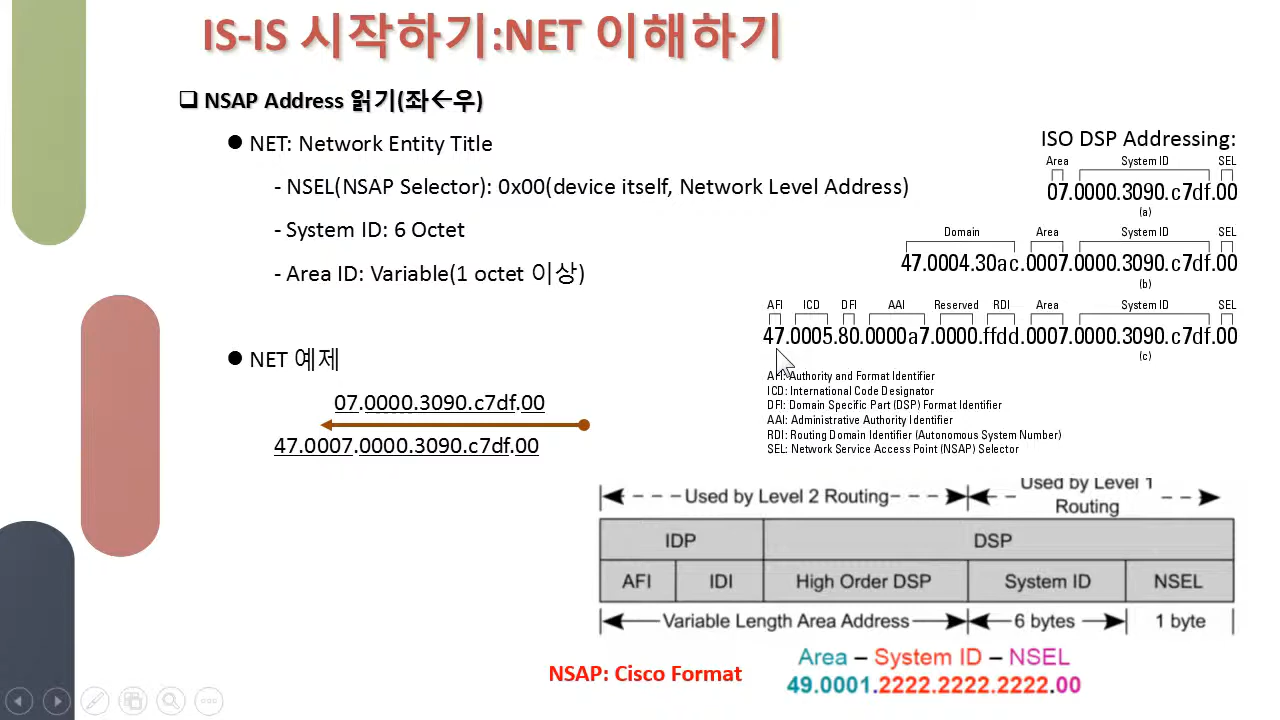 IS-IS 시작하기:NET 이해하기
❑ NSAP Address 읽기(좌←우)
● NET: Network Entity Title
- NSEL(NSAP Selector): 0x00(device itself, Network Level Address)
- System ID: 6 Octet
- Area ID: Variable(1 octet 이상)
● NET 예제
07.0000.3090.c7df.00
47.0007.0000.3090.c7df.00
ISO DSP Addressing:
Area System ID SEL
07.0000.3090.c7df.00
(a)
Domain Area System ID SEL
47.0004.30ac.0007.0000.3090.c7df.00
(b)
AFI ICD DFI AAI Reserved RDI Area System ID SEL
47.0005.80.0000a7.0000.ffdd.0007.0000.3090.c7df.00
(c)
AFI: Authority and Format Identifier
ICD: International Code Designator
DFI: Domain Specific Part (DSP) Format Identifier
AAI: Administrative Authority Identifier
RDI: Routing Domain Identifier (Autonomous System Number)
SEL: Network Service Access Point (NSAP) Selector
Used by Level 2 Routing Used by Level 1
Routing
IDP DSP
AFI IDI High Order DSP System ID NSEL
Variable Length Area Address 6 bytes 1 byte
NSAP: Cisco Format
Area – System ID – NSEL
49.0001.2222.2222.2222.00